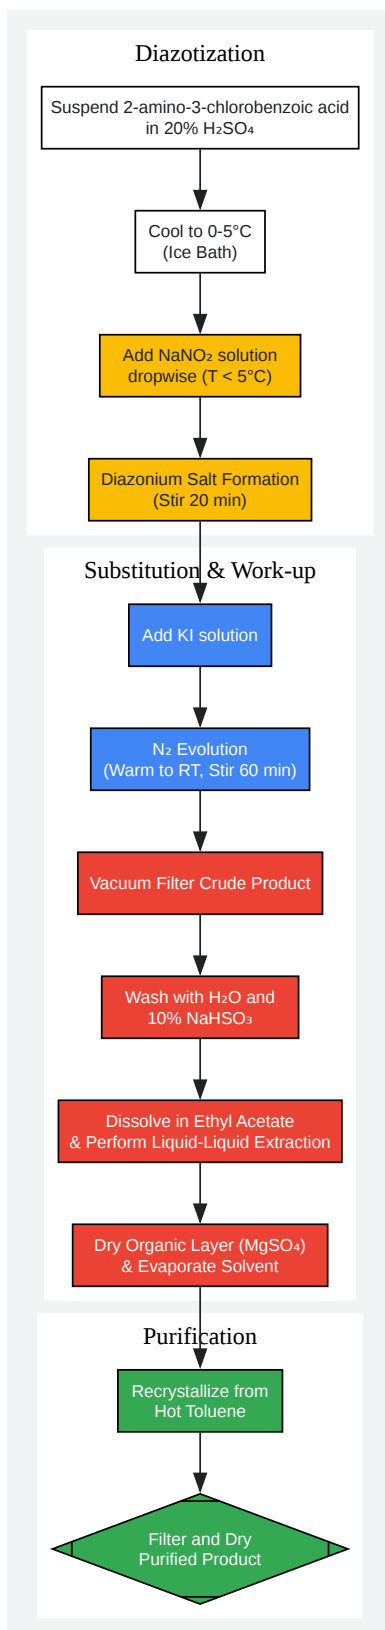 Diazotization
Suspend 2-amino-3-chlorobenzoic acid
in 20% H₂SO₄
Cool to 0-5°C
(Ice Bath)
Add NaNO₂ solution
dropwise (T < 5°C)
Diazonium Salt Formation
(Stir 20 min)
Substitution & Work-up
Add KI solution
N₂ Evolution
(Warm to RT, Stir 60 min)
Vacuum Filter Crude Product
Wash with H₂O and
10% NaHSO₃
Dissolve in Ethyl Acetate
& Perform Liquid-Liquid Extraction
Dry Organic Layer (MgSO₄)
& Evaporate Solvent
Purification
Recrystallize from
Hot Toluene
Filter and Dry
Purified Product